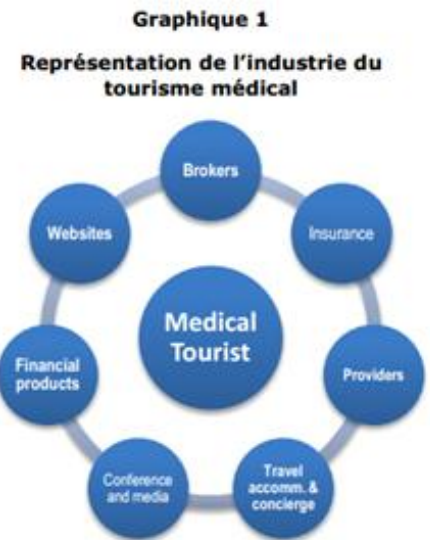 Graphique 1
Représentation de l'industrie du
tourisme médical
Brokers
Insurance
Providers
Travel
accomm. &
concierge
Conference
and media
Financial
products
Websites
Medical
Tourist